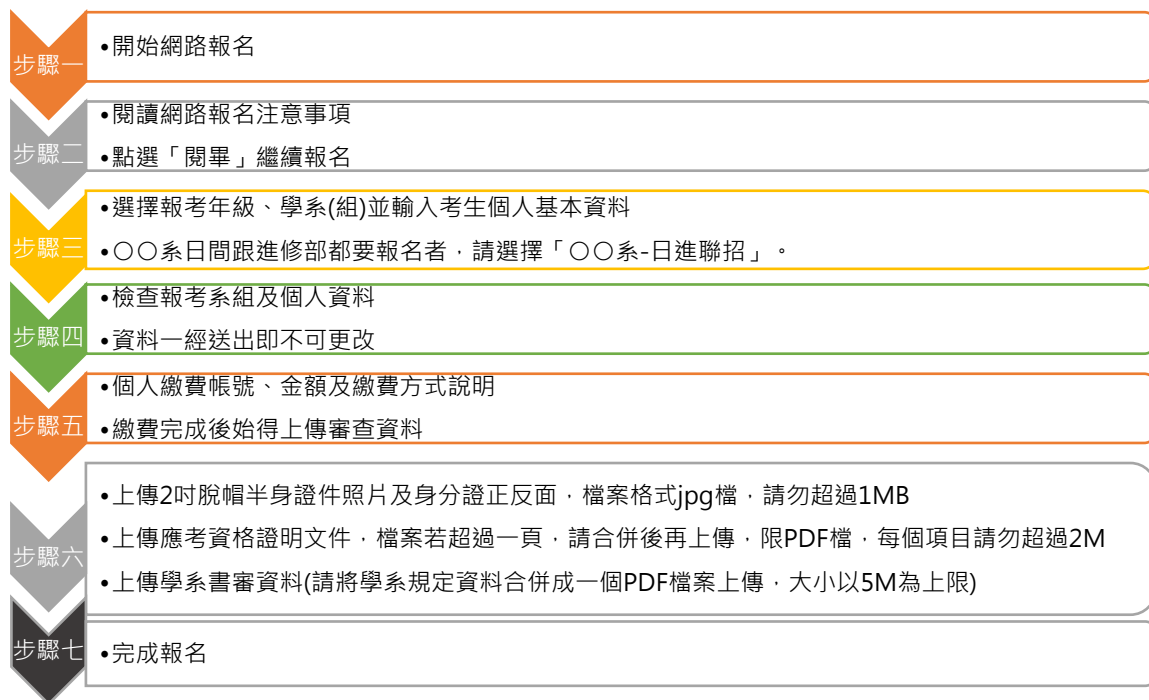 步驟一
•開始網路報名
步驟二
•閱讀網路報名注意事項
•點選「閱畢」繼續報名
步驟三
•選擇報考年級、學系(組)並輸入考生個人基本資料
•○○系日間跟進修部都要報名者，請選擇「○○系-日進聯招」。
步驟四
•檢查報考系組及個人資料
•資料一經送出即不可更改
步驟五
•個人繳費帳號、金額及繳費方式說明
•繳費完成後始得上傳審查資料
步驟六
•上傳2吋脫帽半身證件照片及身分證正反面，檔案格式jpg檔，請勿超過1MB
•上傳應考資格證明文件，檔案若超過一頁，請合併後再上傳，限PDF檔，每個項目請勿超過2M
•上傳學系書審資料(請將學系規定資料合併成一個PDF檔案上傳，大小以5M為上限)
步驟七
•完成報名